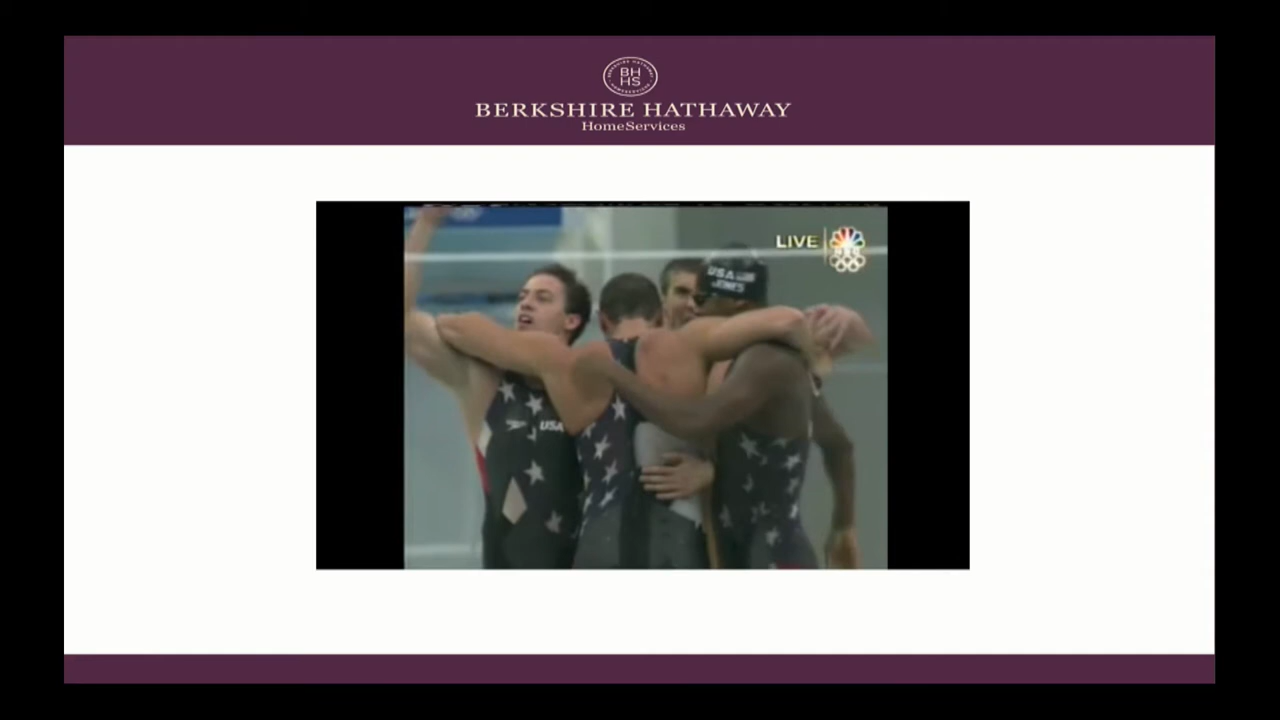 BH
HS
BERKSHIRE HATHAWAY
HomeServices
LIVE
USA
JONES
USA